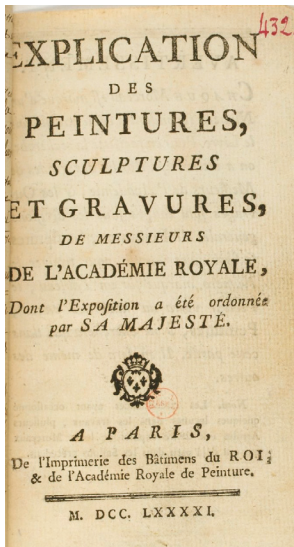 432
EXPLICATION
DES
PEINTURES,
SCULPTURES
ET GRAVURES,
DE MESSIEURS
DE L'ACADÉMIE ROYALE,
Dont l'Expoſition a été ordonnée
par SA MAJESTÉ.
A PARIS,
De l'Imprimerie des Bâtimens du ROI;
& de l'Académie Royale de Peinture.
M. DCC. LXXXXI.